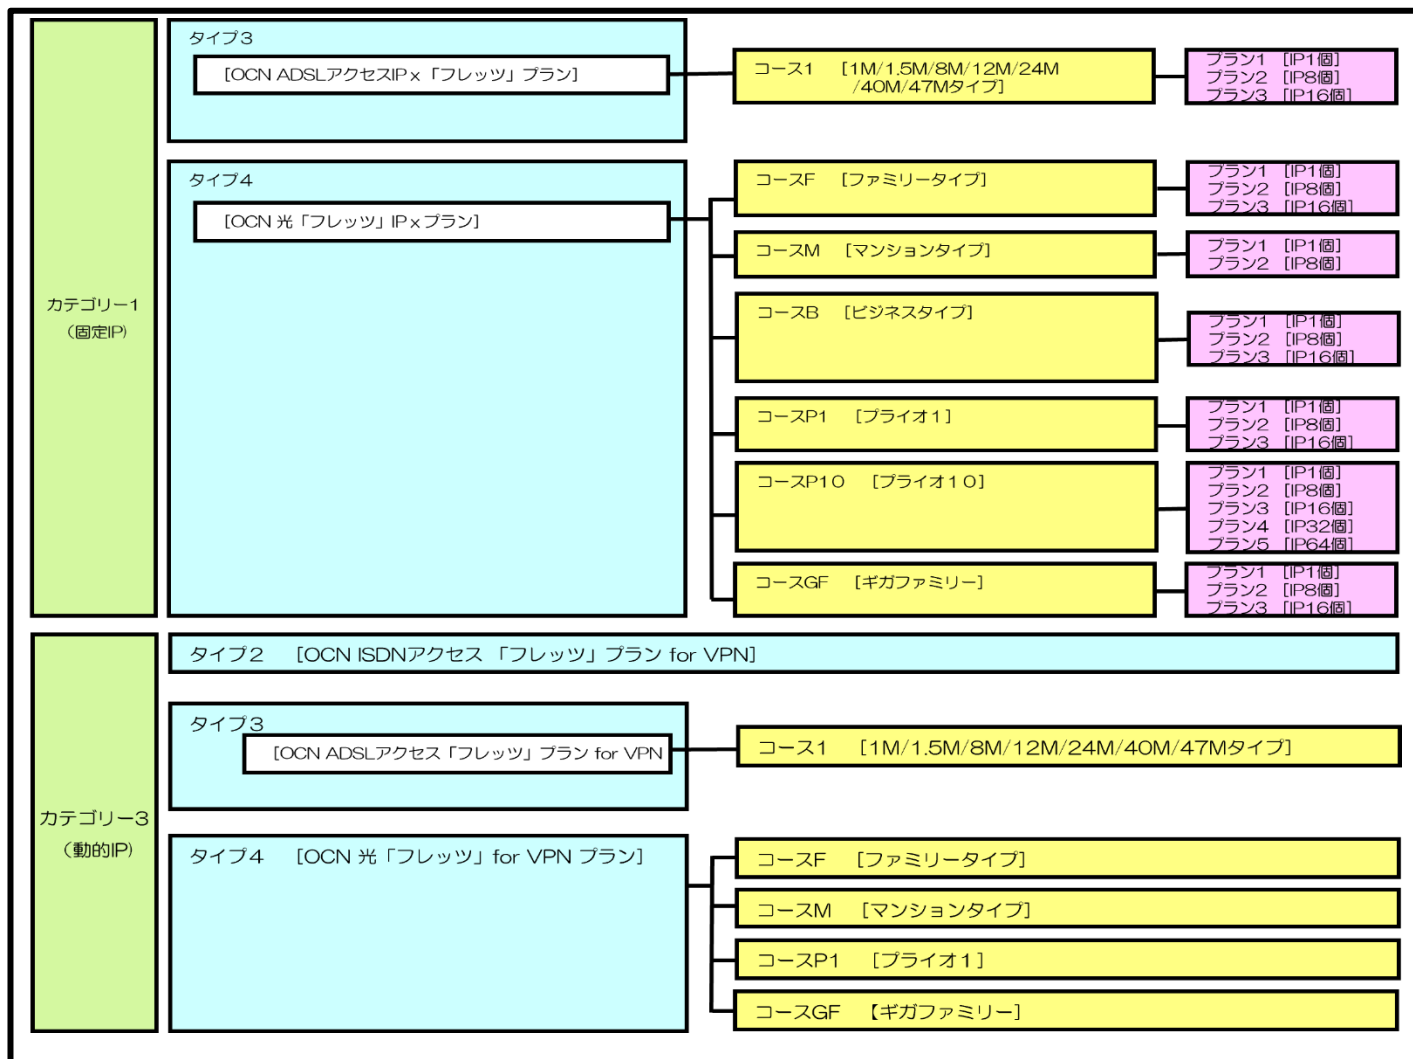 カテゴリー1
（固定IP)
タイプ3
[OCN ADSLアクセスIP x「フレッツ」プラン]
コース1 [1M/1.5M/8M/12M/24M
/40M/47Mタイプ]
プラン1 [IP1個]
プラン2 [IP8個]
プラン3 [IP16個]
タイプ4
[OCN 光「フレッツ」IP x プラン]
コースF [ファミリータイプ]
プラン1 [IP1個]
プラン2 [IP8個]
プラン3 [IP16個]
コースM [マンションタイプ]
プラン1 [IP1個]
プラン2 [IP8個]
コースB [ビジネスタイプ]
プラン1 [IP1個]
プラン2 [IP8個]
プラン3 [IP16個]
コースP1 [プライオ1]
プラン1 [IP1個]
プラン2 [IP8個]
プラン3 [IP16個]
コースP10 [プライオ１０]
プラン1 [IP1個]
プラン2 [IP8個]
プラン3 [IP16個]
プラン4 [IP32個]
プラン5 [IP64個]
コースGF [ギガファミリー]
プラン1 [IP1個]
プラン2 [IP8個]
プラン3 [IP16個]
カテゴリー3
（動的IP)
タイプ2 [OCN ISDNアクセス 「フレッツ」プラン for VPN]
タイプ3
[OCN ADSLアクセス「フレッツ」プラン for VPN
コース1 [1M/1.5M/8M/12M/24M/40M/47Mタイプ]
タイプ4 [OCN 光「フレッツ」for VPN プラン]
コースF [ファミリータイプ]
コースM [マンションタイプ]
コースP1 [プライオ1]
コースGF 【ギガファミリー]